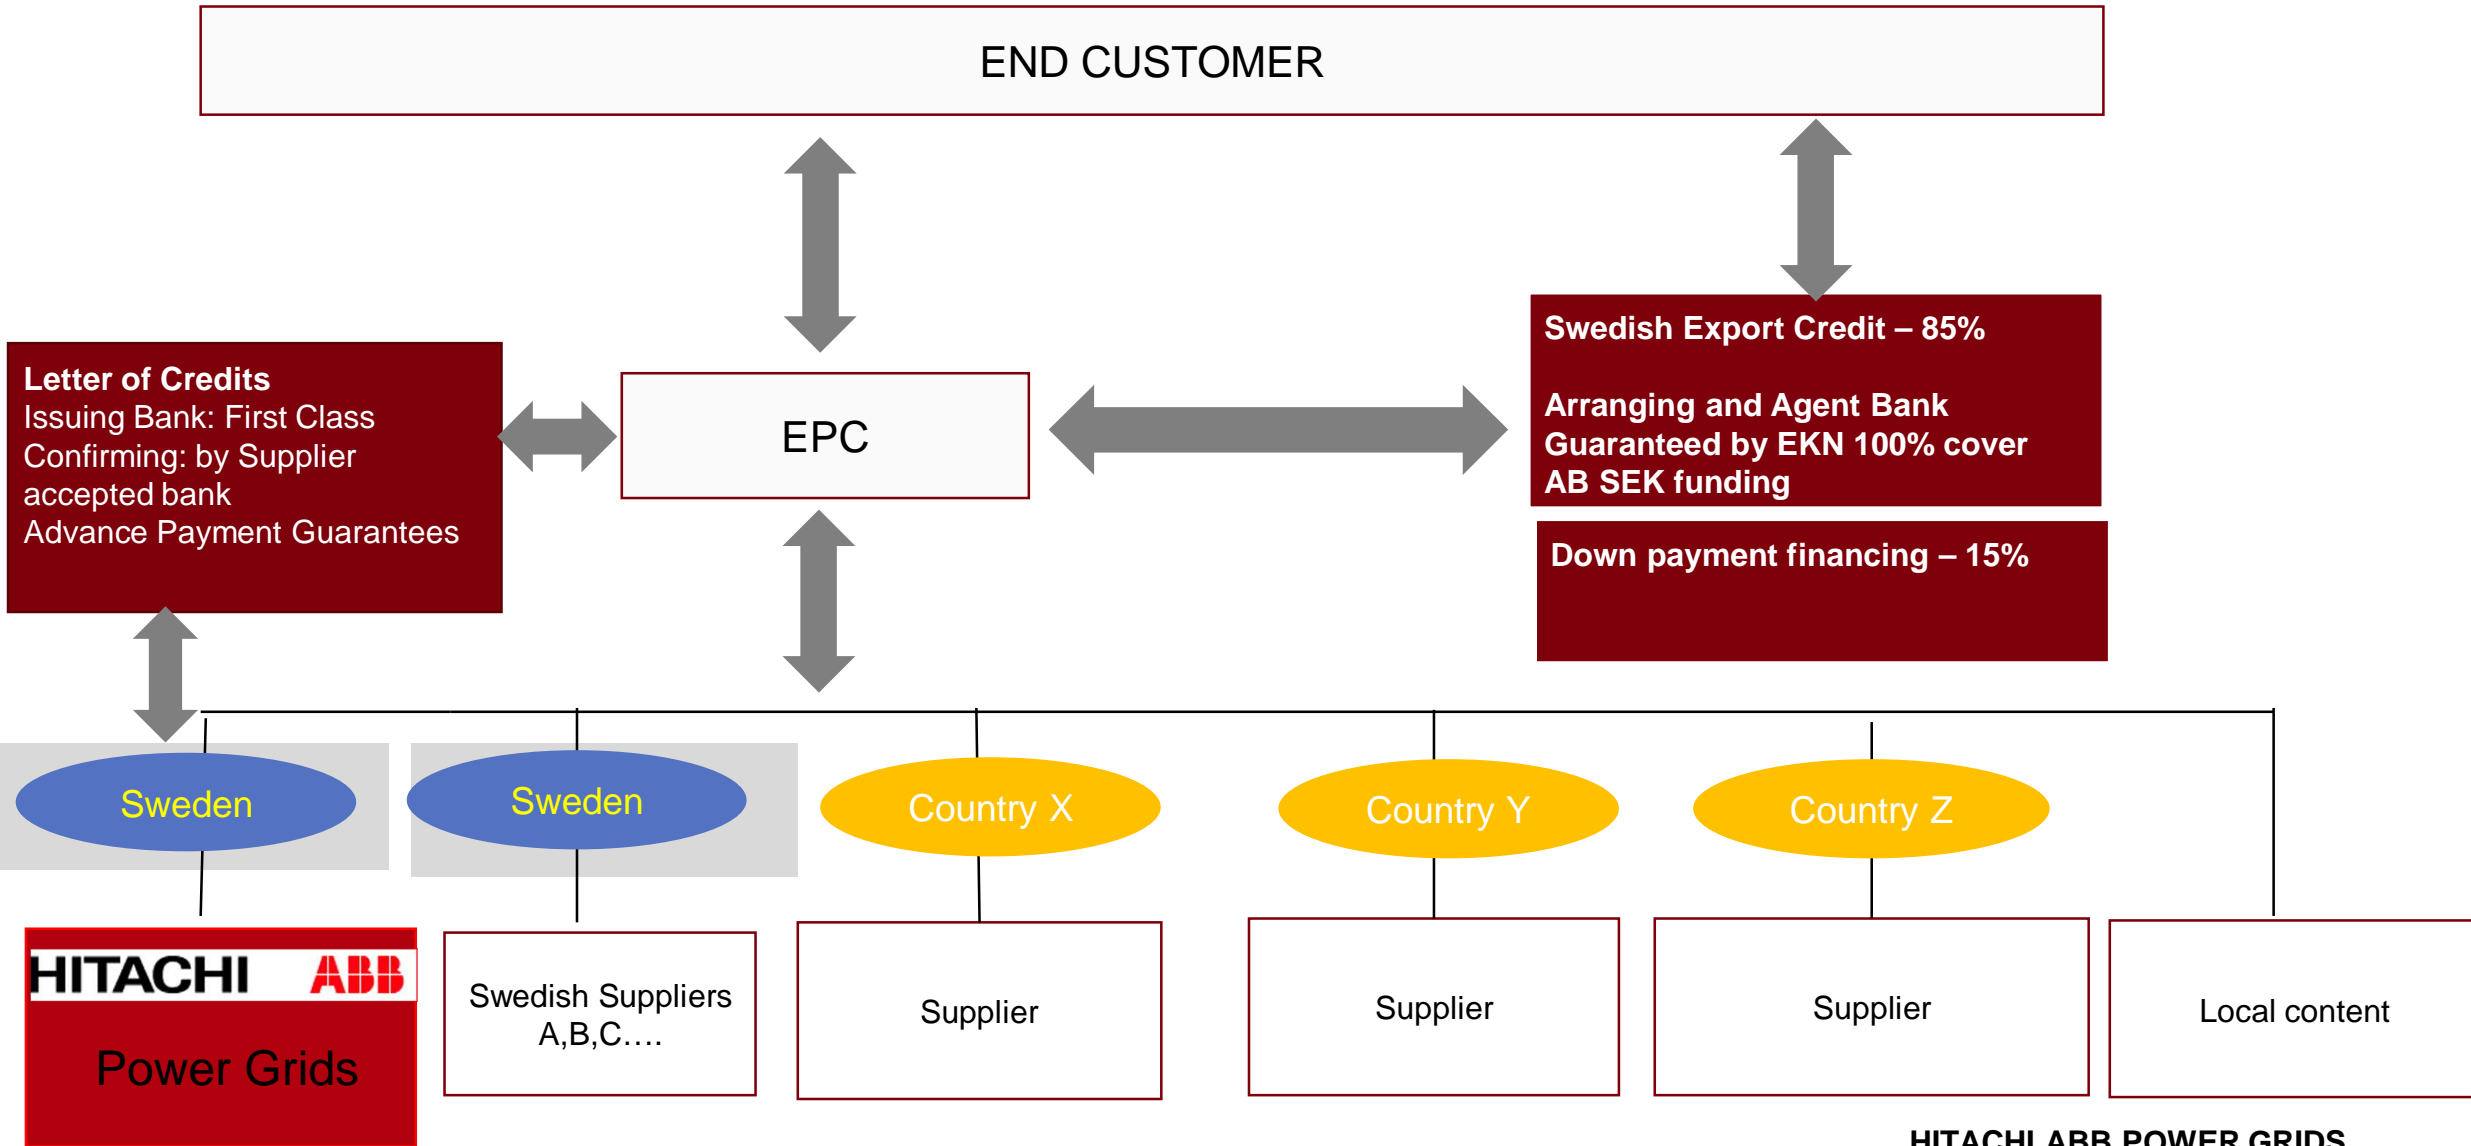 END CUSTOMER
Swedish Export Credit – 85%
Arranging and Agent Bank
Guaranteed by EKN 100% cover
AB SEK funding
Letter of Credits
Issuing Bank: First Class
Confirming: by Supplier
accepted bank
Advance Payment Guarantees
EPC
Down payment financing – 15%
Sweden
Sweden
Country X
Country Y
Country Z
HITACHI ABB
Power Grids
Swedish Suppliers
A,B,C….
Supplier
Supplier
Supplier
Local content
HITACHI ABB POWER GRIDS